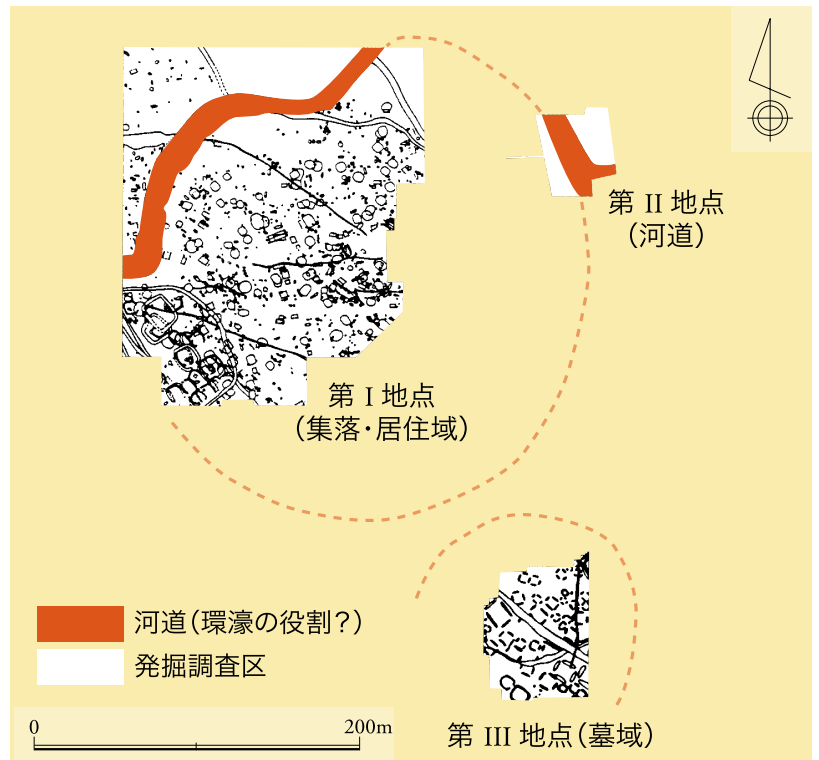 第 II 地点
（河道）
第 I 地点
（集落・居住域）
河道（環濠の役割？）
発掘調査区
0 200m
第 III 地点（墓域）